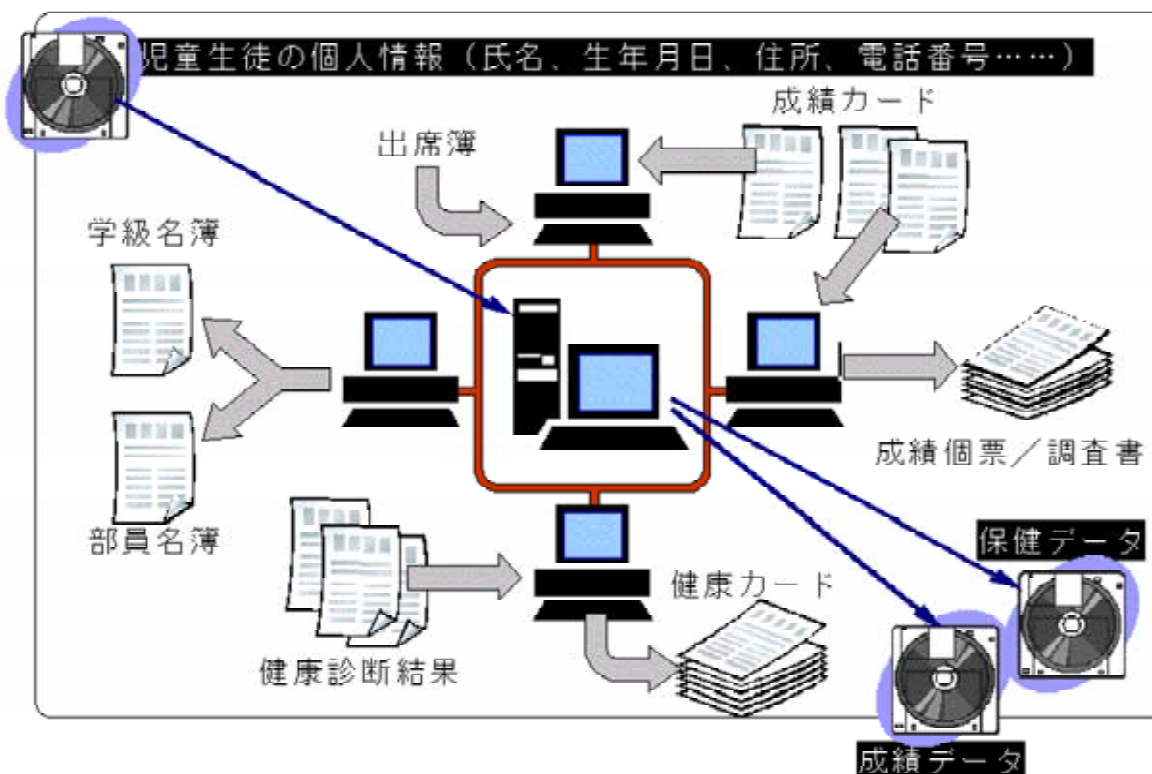 児童生徒の個人情報（氏名、生年月日、住所、電話番号……）
成績カード
出席簿
学級名簿
成績個票／調査書
部員名簿
保健データ
健康カード
健康診断結果
成績データ